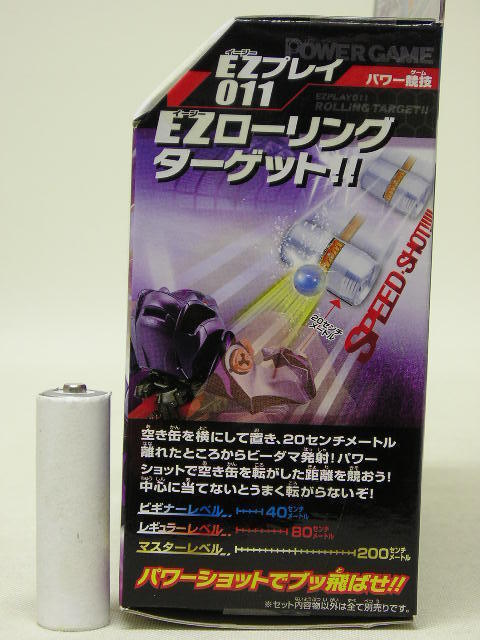 POWER GAME
EZプレイ
011
パワー競技
EZPLAY011
ROLLING TARGET!!
EZローリング
ターゲット!!
SPEED-SHOT!!!!!
20センチ
メートル
空き缶を横にして置き、20センチメートル
離れたところからビーダマ発射!パワー
ショットで空き缶を転がした距離を競おう!
中心に当てないとうまく転がらないぞ!
ビギナーレベル‥ 40センチメートル
レギュラーレベル‥ 80センチメートル
マスターレベル‥ 200センチメートル
パワーショットでブッ飛ばせ!!
※セット内容物以外は全て別売りです。